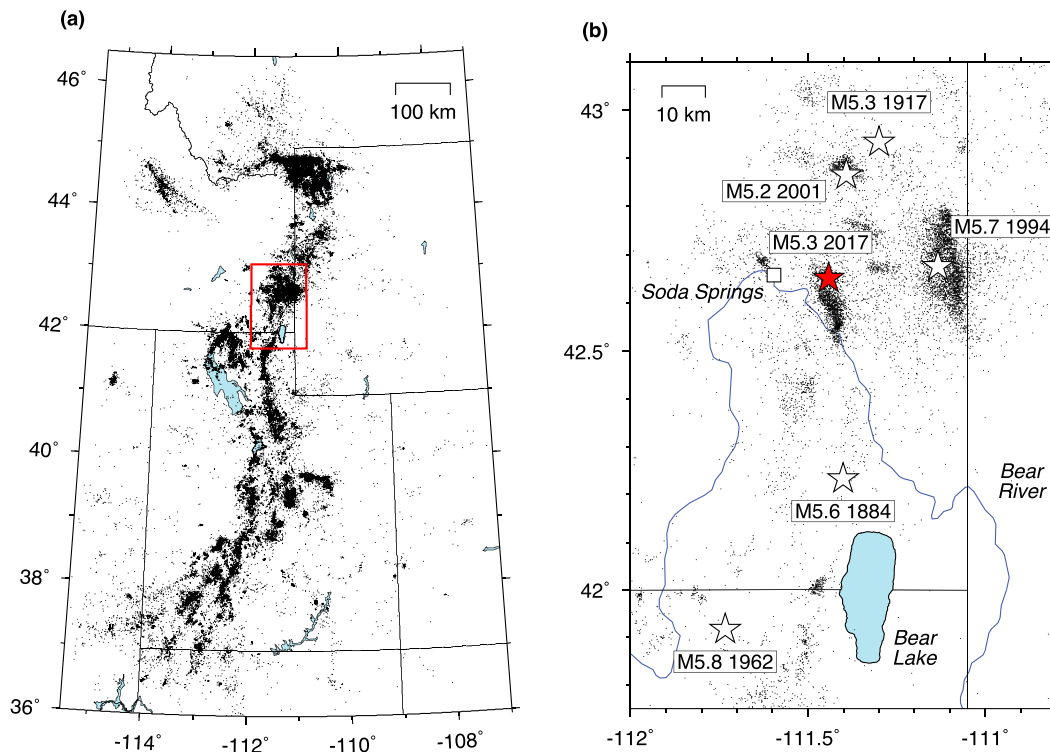 (a)
46°
44°
42°
40°
38°
36°
-114°
-112°
-110°
-108°
100 km
(b)
43°
42.5°
42°
-112°
-111.5°
-111°
10 km
M5.3 1917
M5.2 2001
M5.7 1994
M5.3 2017
Soda Springs
Bear
River
M5.6 1884
Bear
Lake
M5.8 1962